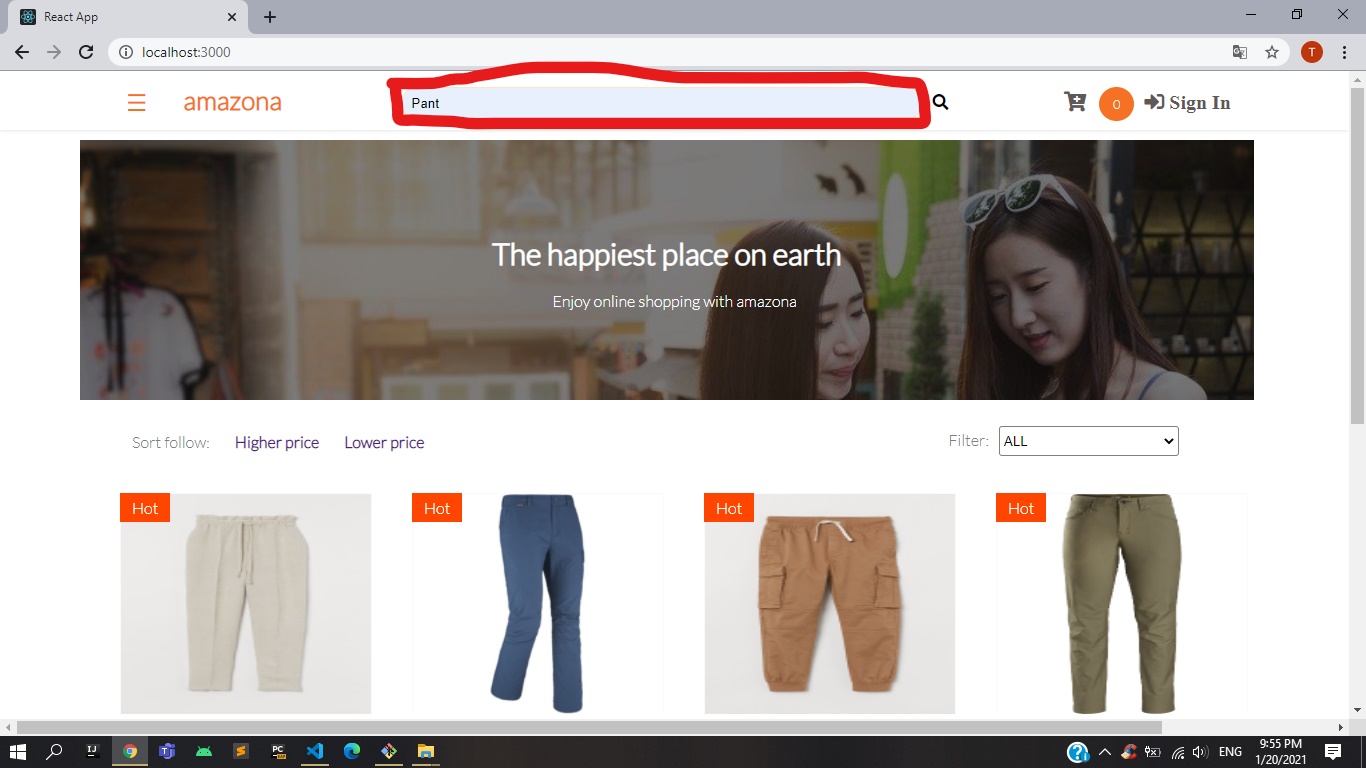 React App
localhost:3000
T
amazona
Pant
0
Sign In
The happiest place on earth
Enjoy online shopping with amazona
Sort follow:
Higher price
Lower price
Filter:
ALL
Hot
Hot
Hot
Hot
IJ
PC
ENG
9:55 PM
1/20/2021